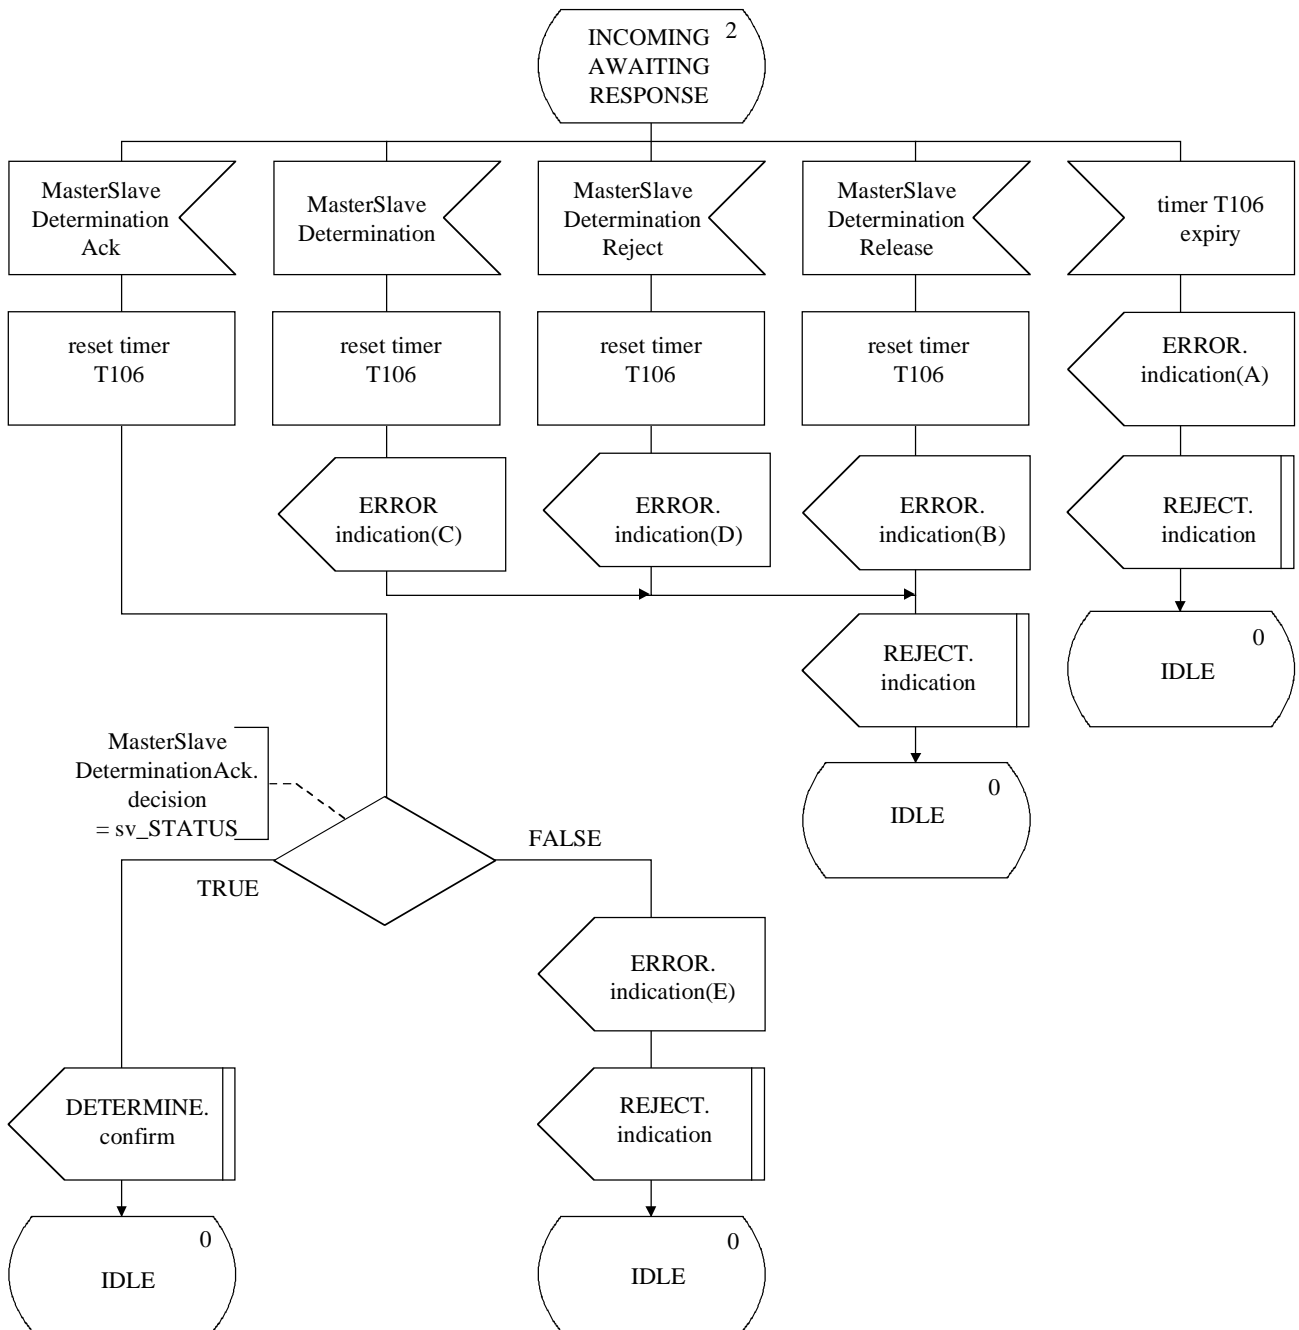 INCOMING 2
AWAITING
RESPONSE
MasterSlave
Determination
Ack
MasterSlave
Determination
MasterSlave
Determination
Reject
MasterSlave
Determination
Release
timer T106
expiry
reset timer
T106
reset timer
T106
reset timer
T106
reset timer
T106
ERROR.
indication(A)
ERROR
indication(C)
ERROR.
indication(D)
ERROR.
indication(B)
REJECT.
indication
REJECT.
indication
0
IDLE
0
IDLE
MasterSlave
DeterminationAck.
decision
= sv_STATUS
FALSE
TRUE
ERROR.
indication(E)
DETERMINE.
confirm
REJECT.
indication
0
IDLE
0
IDLE